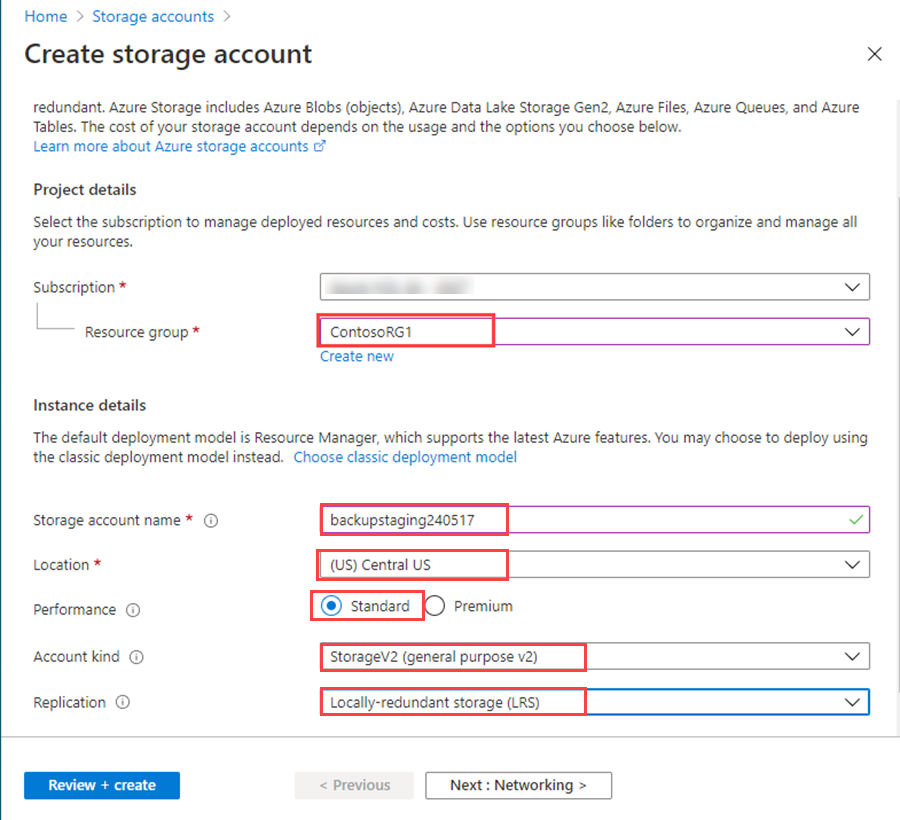 Home > Storage accounts >
Create storage account
redundant. Azure Storage includes Azure Blobs (objects), Azure Data Lake Storage Gen2, Azure Files, Azure Queues, and Azure
Tables. The cost of your storage account depends on the usage and the options you choose below.
Learn more about Azure storage accounts
Project details
Select the subscription to manage deployed resources and costs. Use resource groups like folders to organize and manage all
your resources.
Subscription *
Resource group *
ContosoRG1
Create new
Instance details
The default deployment model is Resource Manager, which supports the latest Azure features. You may choose to deploy using
the classic deployment model instead. Choose classic deployment model
Storage account name *
backupstaging240517
Location *
(US) Central US
Performance
Standard
Premium
Account kind
StorageV2 (general purpose v2)
Replication
Locally-redundant storage (LRS)
Review + create
< Previous
Next : Networking >